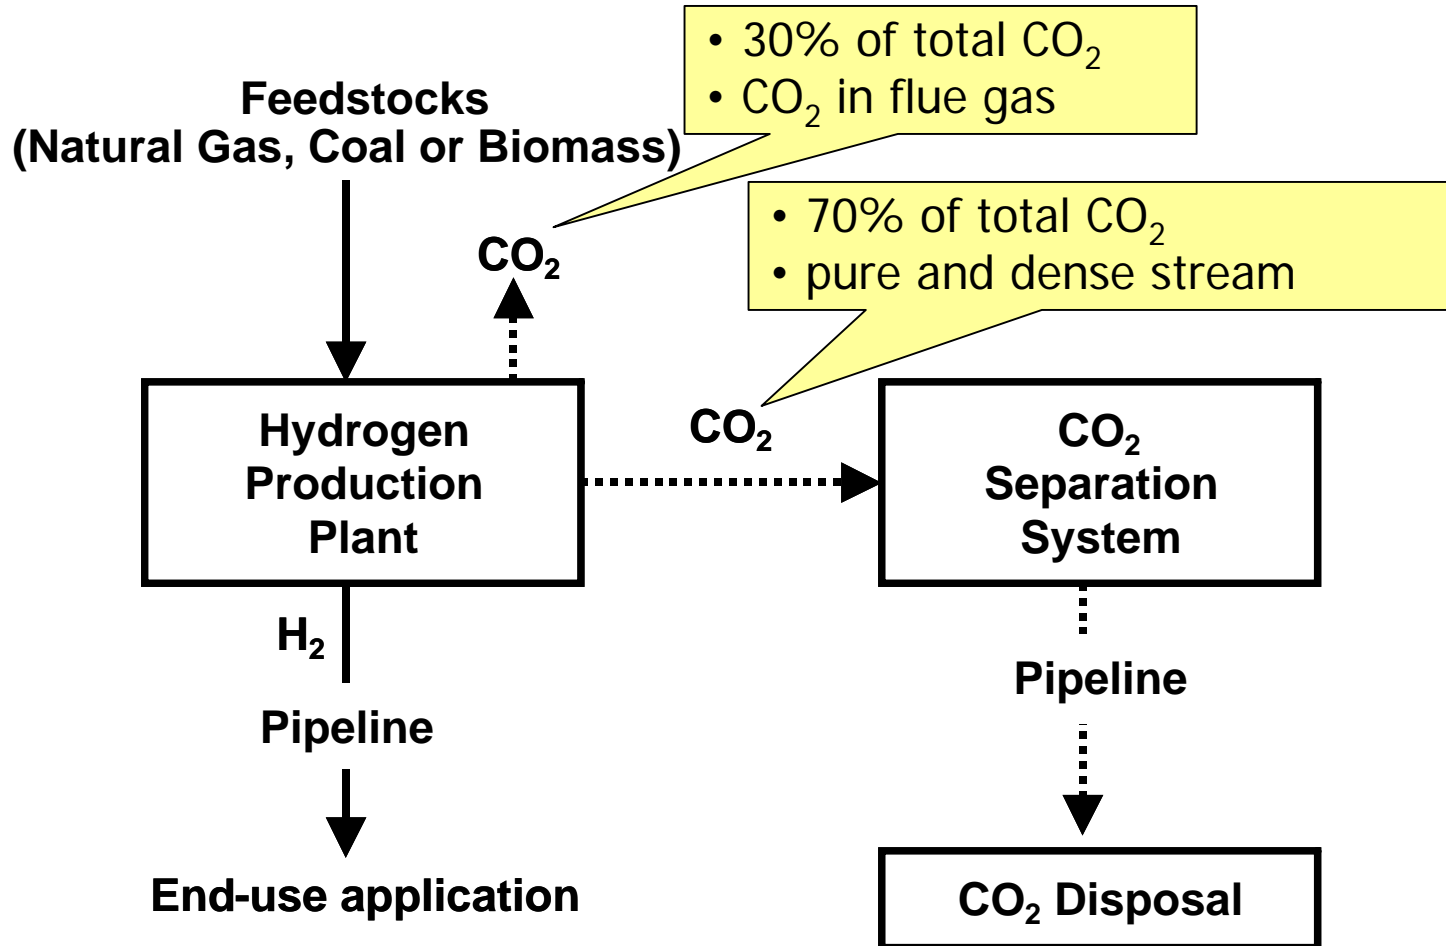 • 30% of total CO₂
• CO₂ in flue gas
Feedstocks
(Natural Gas, Coal or Biomass)
• 70% of total CO₂
• pure and dense stream
CO₂
CO₂
Hydrogen
Production
Plant
CO₂
Separation
System
H₂
Pipeline
Pipeline
End-use application
CO₂ Disposal